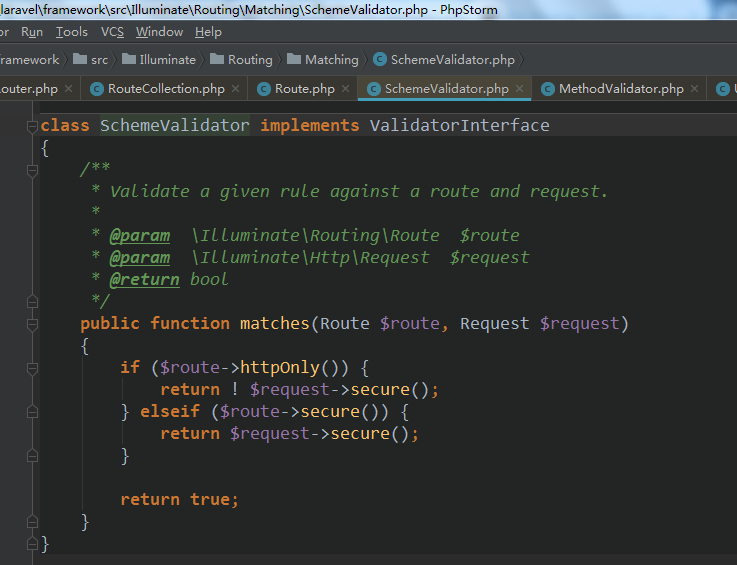 laravel\framework\src\Illuminate\Routing\Matching\SchemeValidator.php - PhpStorm
or Run Tools VCS Window Help
ramework src Illuminate Routing Matching SchemeValidator.php
outer.php RouteCollection.php Route.php SchemeValidator.php MethodValidator.php U
class SchemeValidator implements ValidatorInterface
{
/**
* Validate a given rule against a route and request.
*
* @param \Illuminate\Routing\Route $route
* @param \Illuminate\Http\Request $request
* @return bool
*/
public function matches(Route $route, Request $request)
{
if ($route->httpOnly()) {
return ! $request->secure();
} elseif ($route->secure()) {
return $request->secure();
}
return true;
}
}